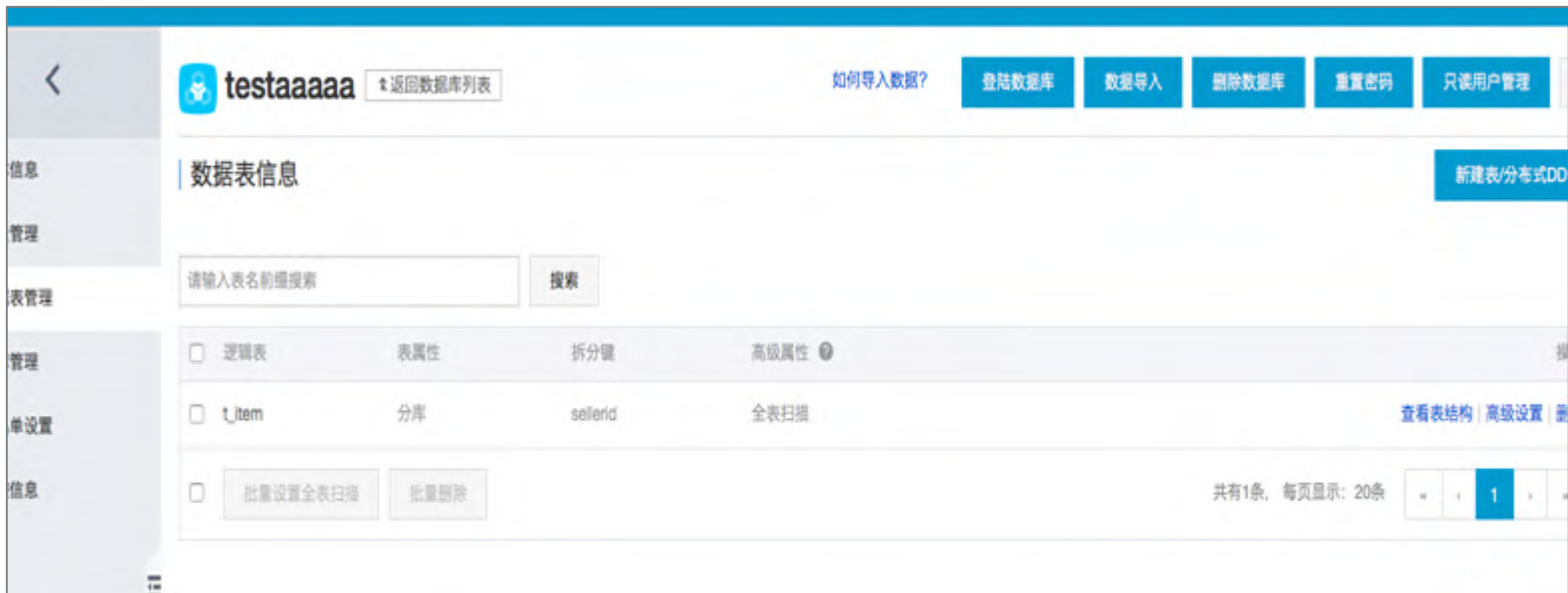 testaaaaa 返回数据库列表 如何导入数据? 登陆数据库 数据导入 删除数据库 重置密码 只读用户管理
信息
数据表信息 新建表/分布式DD
管理
请输入表名前缀搜索 搜索
表管理
逻辑表 表属性 拆分键 高级属性
管理
t_item 分库 sellerid 全表扫描 查看表结构 | 高级设置 |
单设置
信息
批量设置全表扫描 批量删除 共有1条, 每页显示: 20条 « ‹ 1 ›